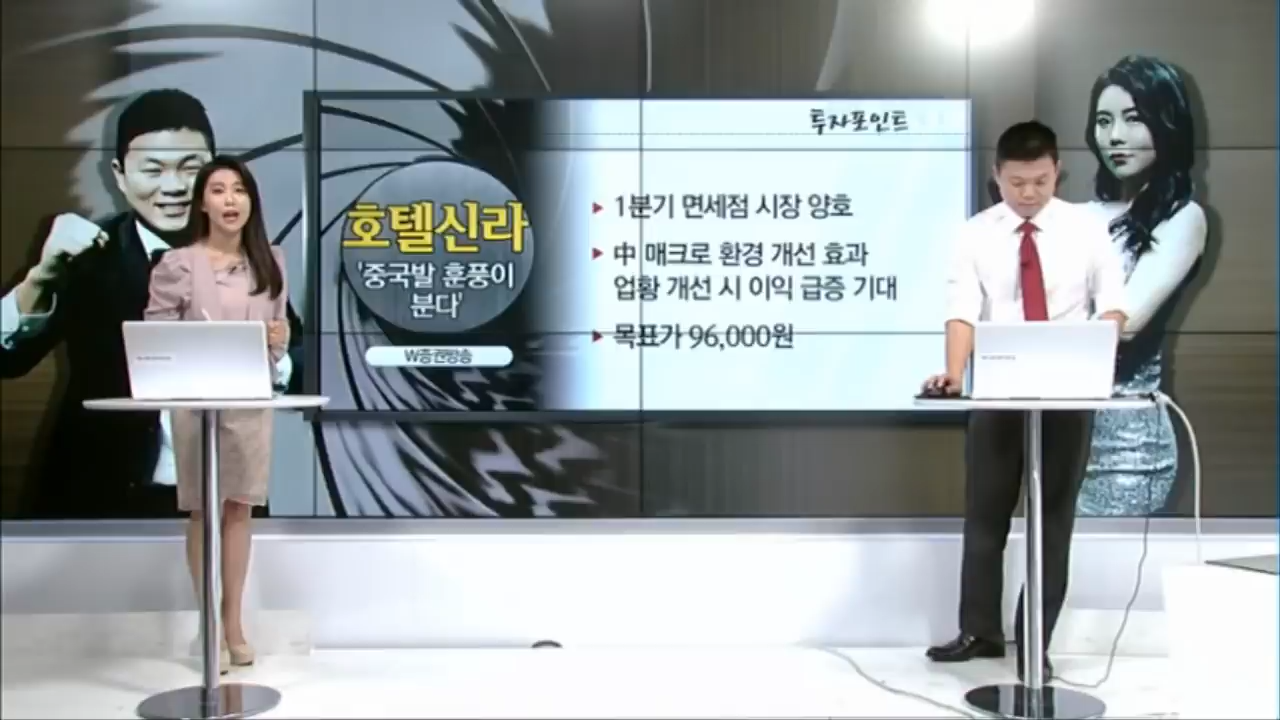 투자포인트
호텔신라
'중국발 훈풍이
분다'
W증권방송
▸ 1분기 면세점 시장 양호
▸ 中 매크로 환경 개선 효과
업황 개선 시 이익 급증 기대
▸ 목표가 96,000원